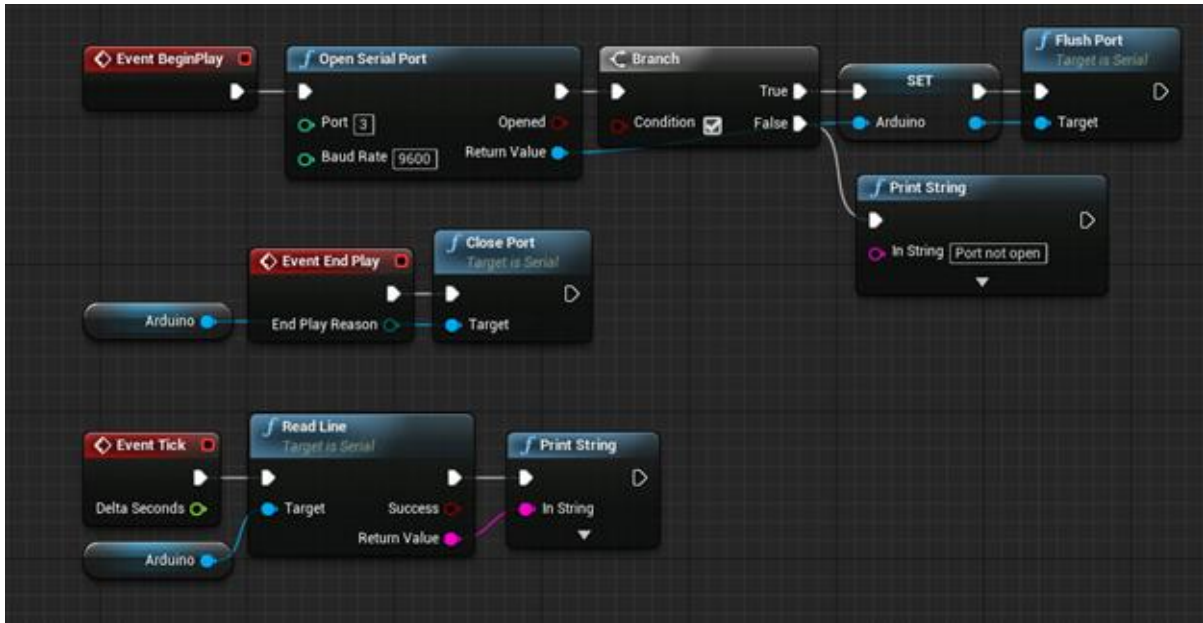 Event BeginPlay
Open Serial Port
Port 3
Opened
Baud Rate 9600
Return Value
Branch
True
Condition
False
SET
Arduino
Flush Port
Target is Serial
Target
Print String
In String Port not open
Event End Play
End Play Reason
Arduino
Close Port
Target is Serial
Target
Event Tick
Delta Seconds
Arduino
Read Line
Target is Serial
Target
Success
Return Value
Print String
In String